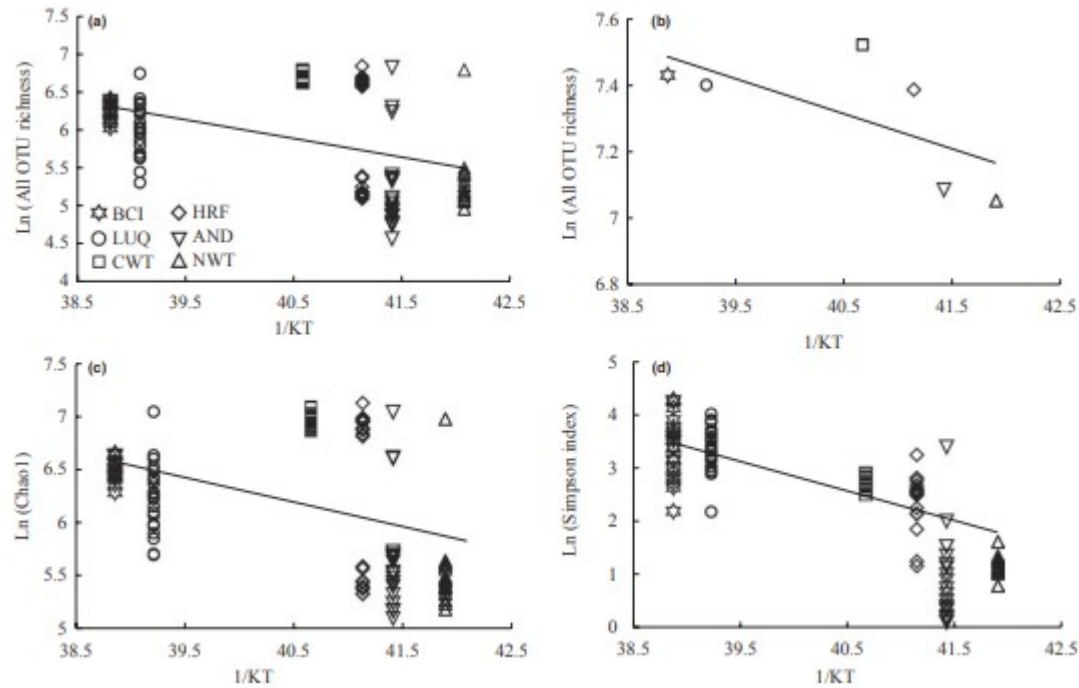 (a)
Ln (All OTU richness)
7.5
7
6.5
6
5.5
5
4.5
4
BCI
HRF
LUQ
AND
CWT
NWT
38.5 39.5 40.5 41.5 42.5
1/KT
(b)
Ln (All OTU richness)
7.6
7.4
7.2
7
6.8
38.5 39.5 40.5 41.5 42.5
1/KT
(c)
Ln (Chao1)
7.5
7
6.5
6
5.5
5
38.5 39.5 40.5 41.5 42.5
1/KT
(d)
Ln (Simpson index)
5
4
3
2
1
0
38.5 39.5 40.5 41.5 42.5
1/KT